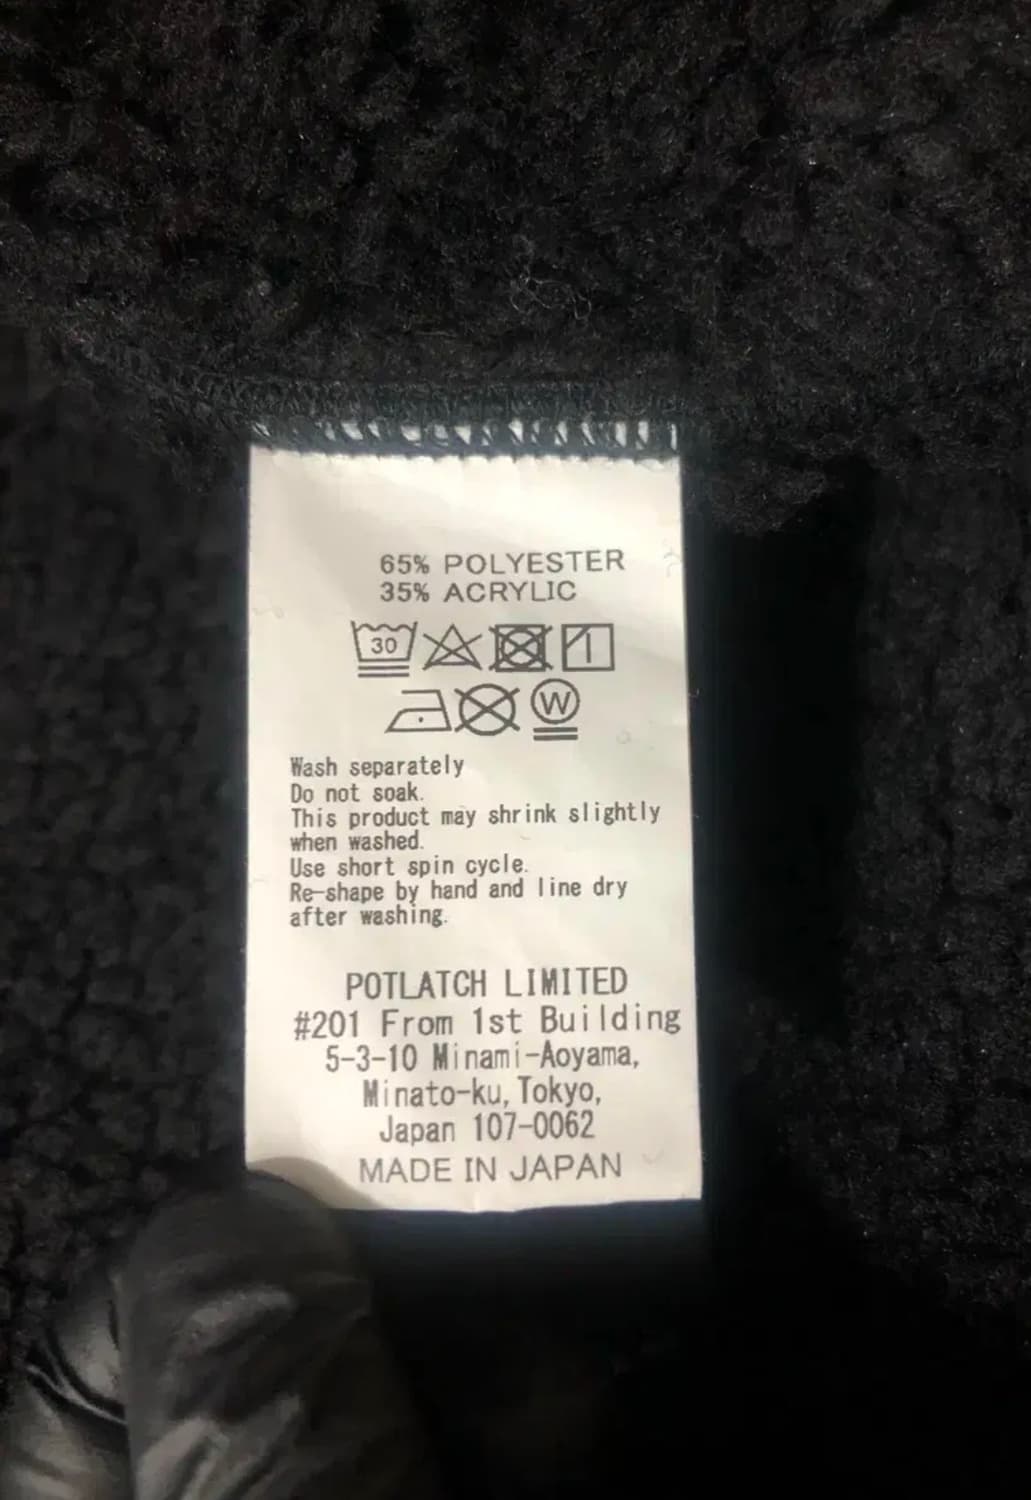 65% POLYESTER
35% ACRYLIC
30
W
Wash separately
Do not soak.
This product may shrink slightly
when washed.
Use short spin cycle.
Re-shape by hand and line dry
after washing.
POTLATCH LIMITED
#201 From 1st Building
5-3-10 Minami-Aoyama,
Minato-ku, Tokyo,
Japan 107-0062
MADE IN JAPAN